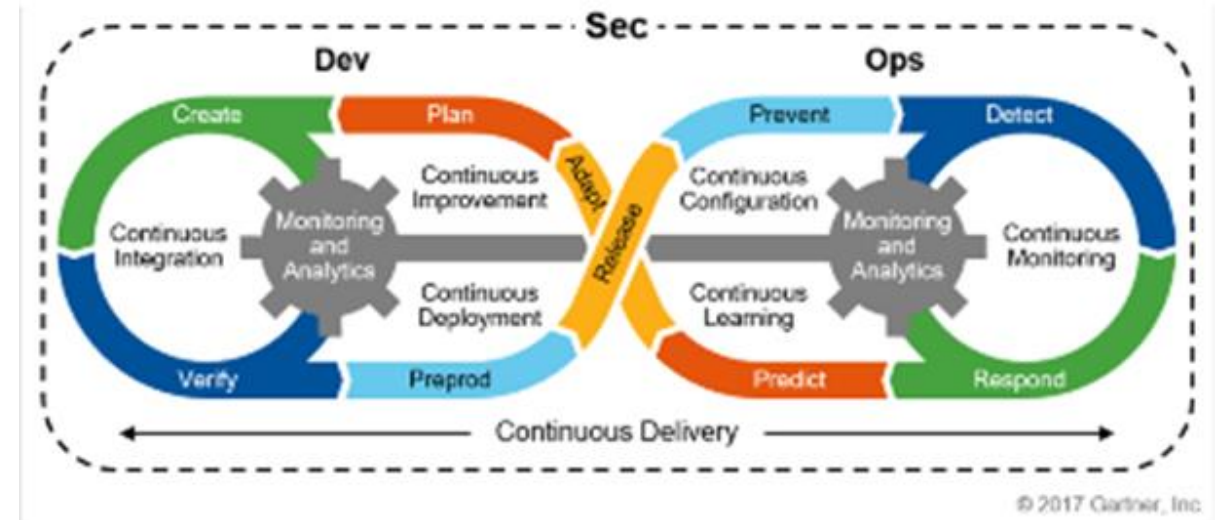 Sec
Dev
Ops
Create
Plan
Prevent
Detect
Adapt
Release
Continuous
Improvement
Continuous
Configuration
Monitoring
and
Analytics
Monitoring
and
Analytics
Continuous
Integration
Continuous
Monitoring
Continuous
Deployment
Continuous
Learning
Verify
Preprod
Predict
Respond
Continuous Delivery
© 2017 Gartner, Inc